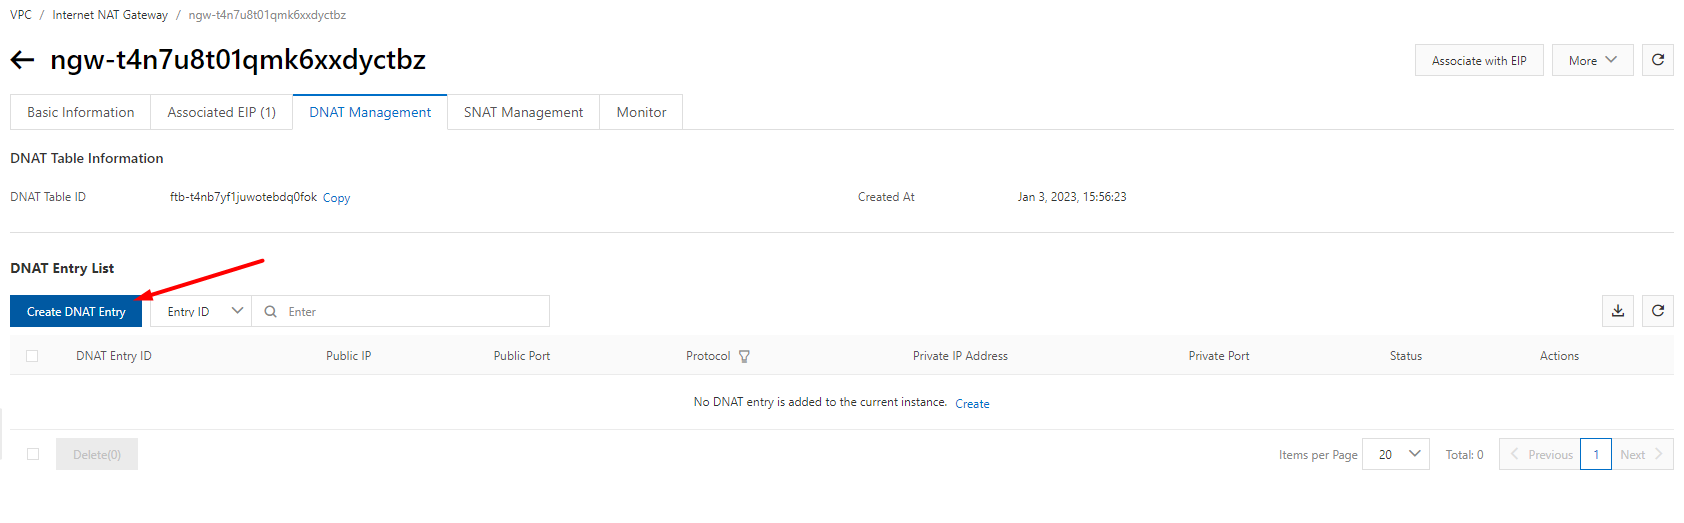 VPC / Internet NAT Gateway / ngw-t4n7u8t01qmk6xxdyctbz
ngw-t4n7u8t01qmk6xxdyctbz
Associate with EIP More
Basic Information Associated EIP (1) DNAT Management SNAT Management Monitor
DNAT Table Information
DNAT Table ID ftb-t4nb7yf1juwotebdq0fok Copy Created At Jan 3, 2023, 15:56:23
DNAT Entry List
Create DNAT Entry Entry ID Enter
DNAT Entry ID Public IP Public Port Protocol Private IP Address Private Port Status Actions
No DNAT entry is added to the current instance. Create
Delete(0) Items per Page 20 Total: 0 Previous 1 Next